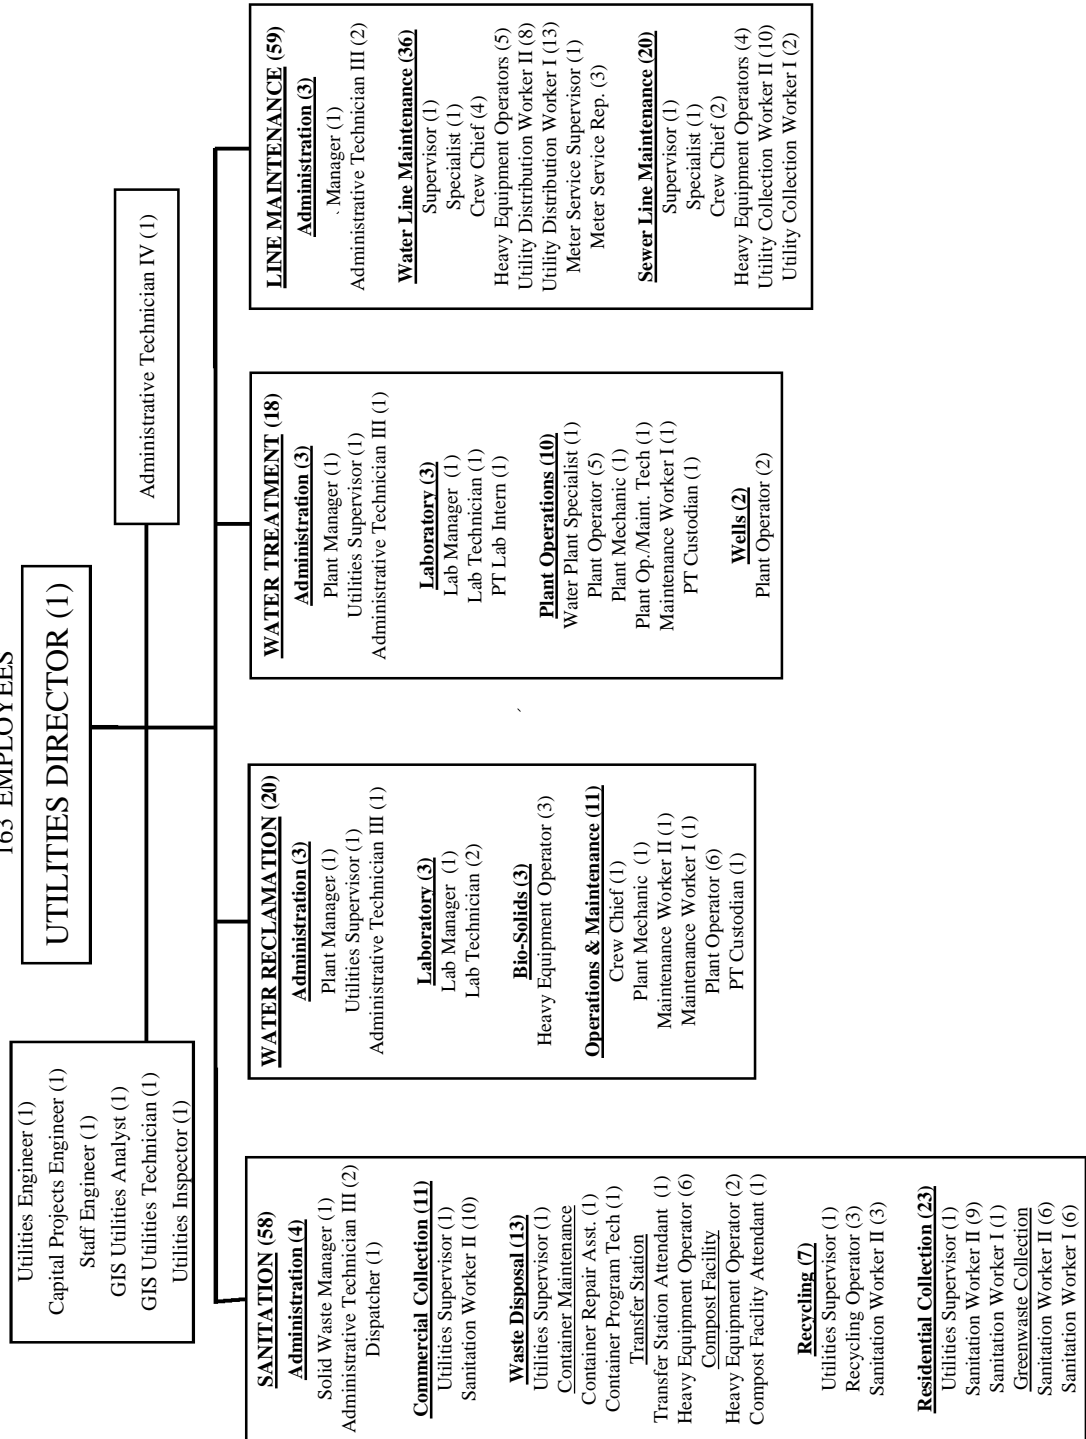 163 EMPLOYEES
UTILITIES DIRECTOR (1)
Utilities Engineer (1)
Capital Projects Engineer (1)
Staff Engineer (1)
GIS Utilities Analyst (1)
GIS Utilities Technician (1)
Utilities Inspector (1)
Administrative Technician IV (1)
SANITATION (58)
Administration (4)
Solid Waste Manager (1)
Administrative Technician III (2)
Dispatcher (1)
Commercial Collection (11)
Utilities Supervisor (1)
Sanitation Worker II (10)
Waste Disposal (13)
Utilities Supervisor (1)
Container Maintenance
Container Repair Asst. (1)
Container Program Tech (1)
Transfer Station
Transfer Station Attendant (1)
Heavy Equipment Operator (6)
Compost Facility
Heavy Equipment Operator (2)
Compost Facility Attendant (1)
Recycling (7)
Utilities Supervisor (1)
Recycling Operator (3)
Sanitation Worker II (3)
Residential Collection (23)
Utilities Supervisor (1)
Sanitation Worker II (9)
Sanitation Worker I (1)
Greenwaste Collection
Sanitation Worker II (6)
Sanitation Worker I (6)
WATER RECLAMATION (20)
Administration (3)
Plant Manager (1)
Utilities Supervisor (1)
Administrative Technician III (1)
Laboratory (3)
Lab Manager (1)
Lab Technician (2)
Bio-Solids (3)
Heavy Equipment Operator (3)
Operations & Maintenance (11)
Crew Chief (1)
Plant Mechanic (1)
Maintenance Worker II (1)
Maintenance Worker I (1)
Plant Operator (6)
PT Custodian (1)
WATER TREATMENT (18)
Administration (3)
Plant Manager (1)
Utilities Supervisor (1)
Administrative Technician III (1)
Laboratory (3)
Lab Manager (1)
Lab Technician (1)
PT Lab Intern (1)
Plant Operations (10)
Water Plant Specialist (1)
Plant Operator (5)
Plant Mechanic (1)
Plant Op./Maint. Tech (1)
Maintenance Worker I (1)
PT Custodian (1)
Wells (2)
Plant Operator (2)
LINE MAINTENANCE (59)
Administration (3)
Manager (1)
Administrative Technician III (2)
Water Line Maintenance (36)
Supervisor (1)
Specialist (1)
Crew Chief (4)
Heavy Equipment Operators (5)
Utility Distribution Worker II (8)
Utility Distribution Worker I (13)
Meter Service Supervisor (1)
Meter Service Rep. (3)
Sewer Line Maintenance (20)
Supervisor (1)
Specialist (1)
Crew Chief (2)
Heavy Equipment Operators (4)
Utility Collection Worker II (10)
Utility Collection Worker I (2)